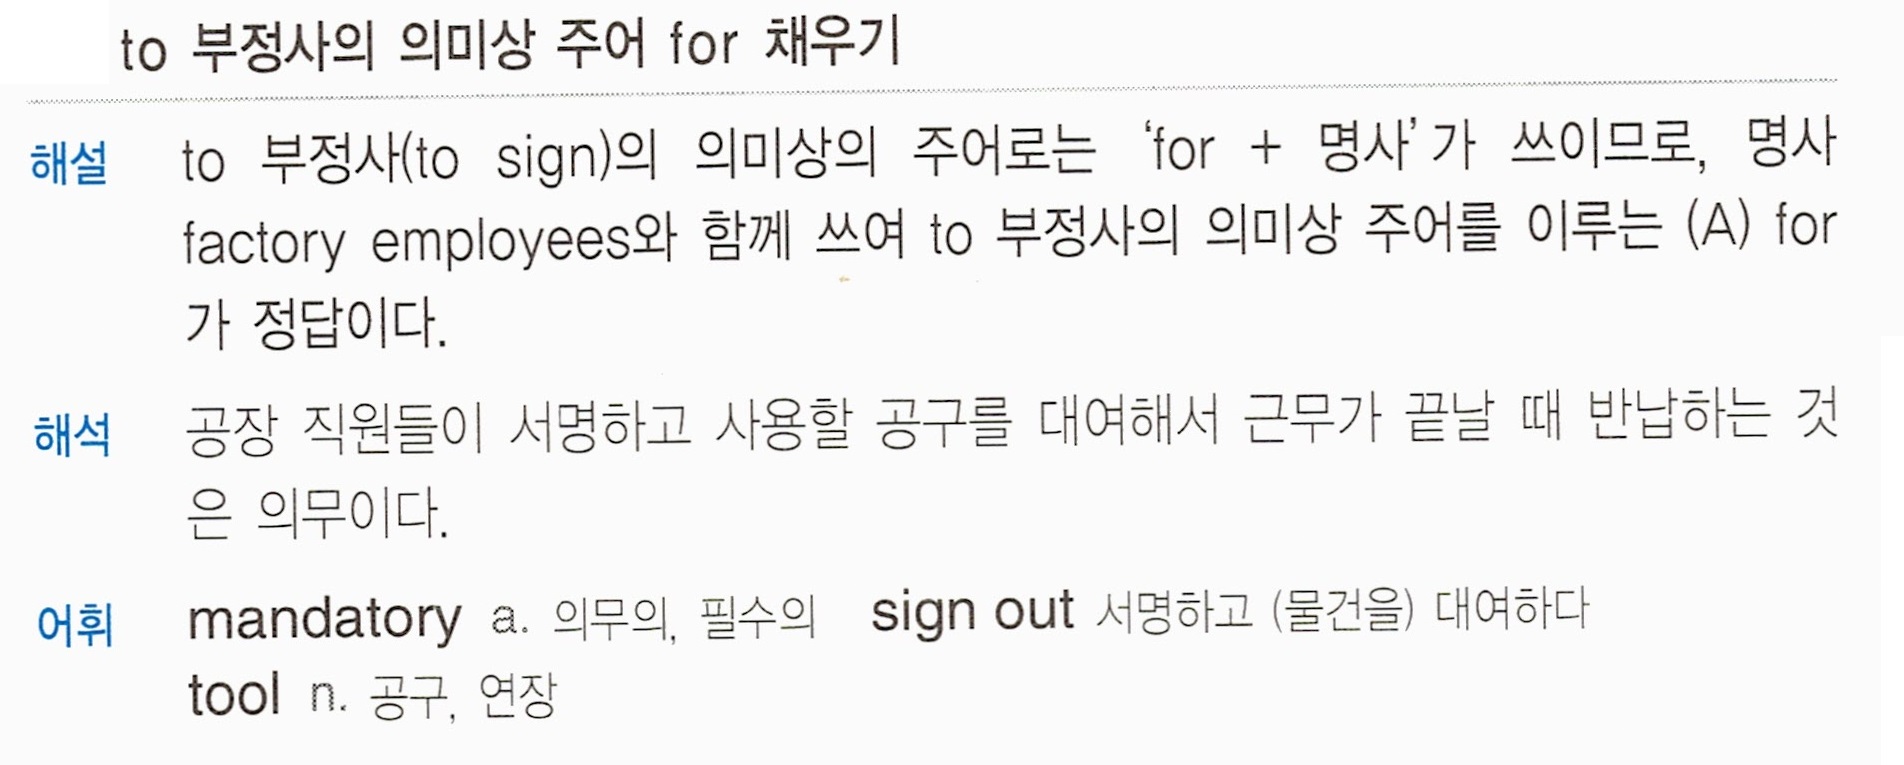 to 부정사의 의미상 주어 for 채우기
해설 to 부정사(to sign)의 의미상의 주어로는 ‘for + 명사’가 쓰이므로, 명사
factory employees와 함께 쓰여 to 부정사의 의미상 주어를 이루는 (A) for
가 정답이다.
해석 공장 직원들이 서명하고 사용할 공구를 대여해서 근무가 끝날 때 반납하는 것
은 의무이다.
어휘 mandatory a. 의무의, 필수의 sign out 서명하고 (물건을) 대여하다
tool n. 공구, 연장